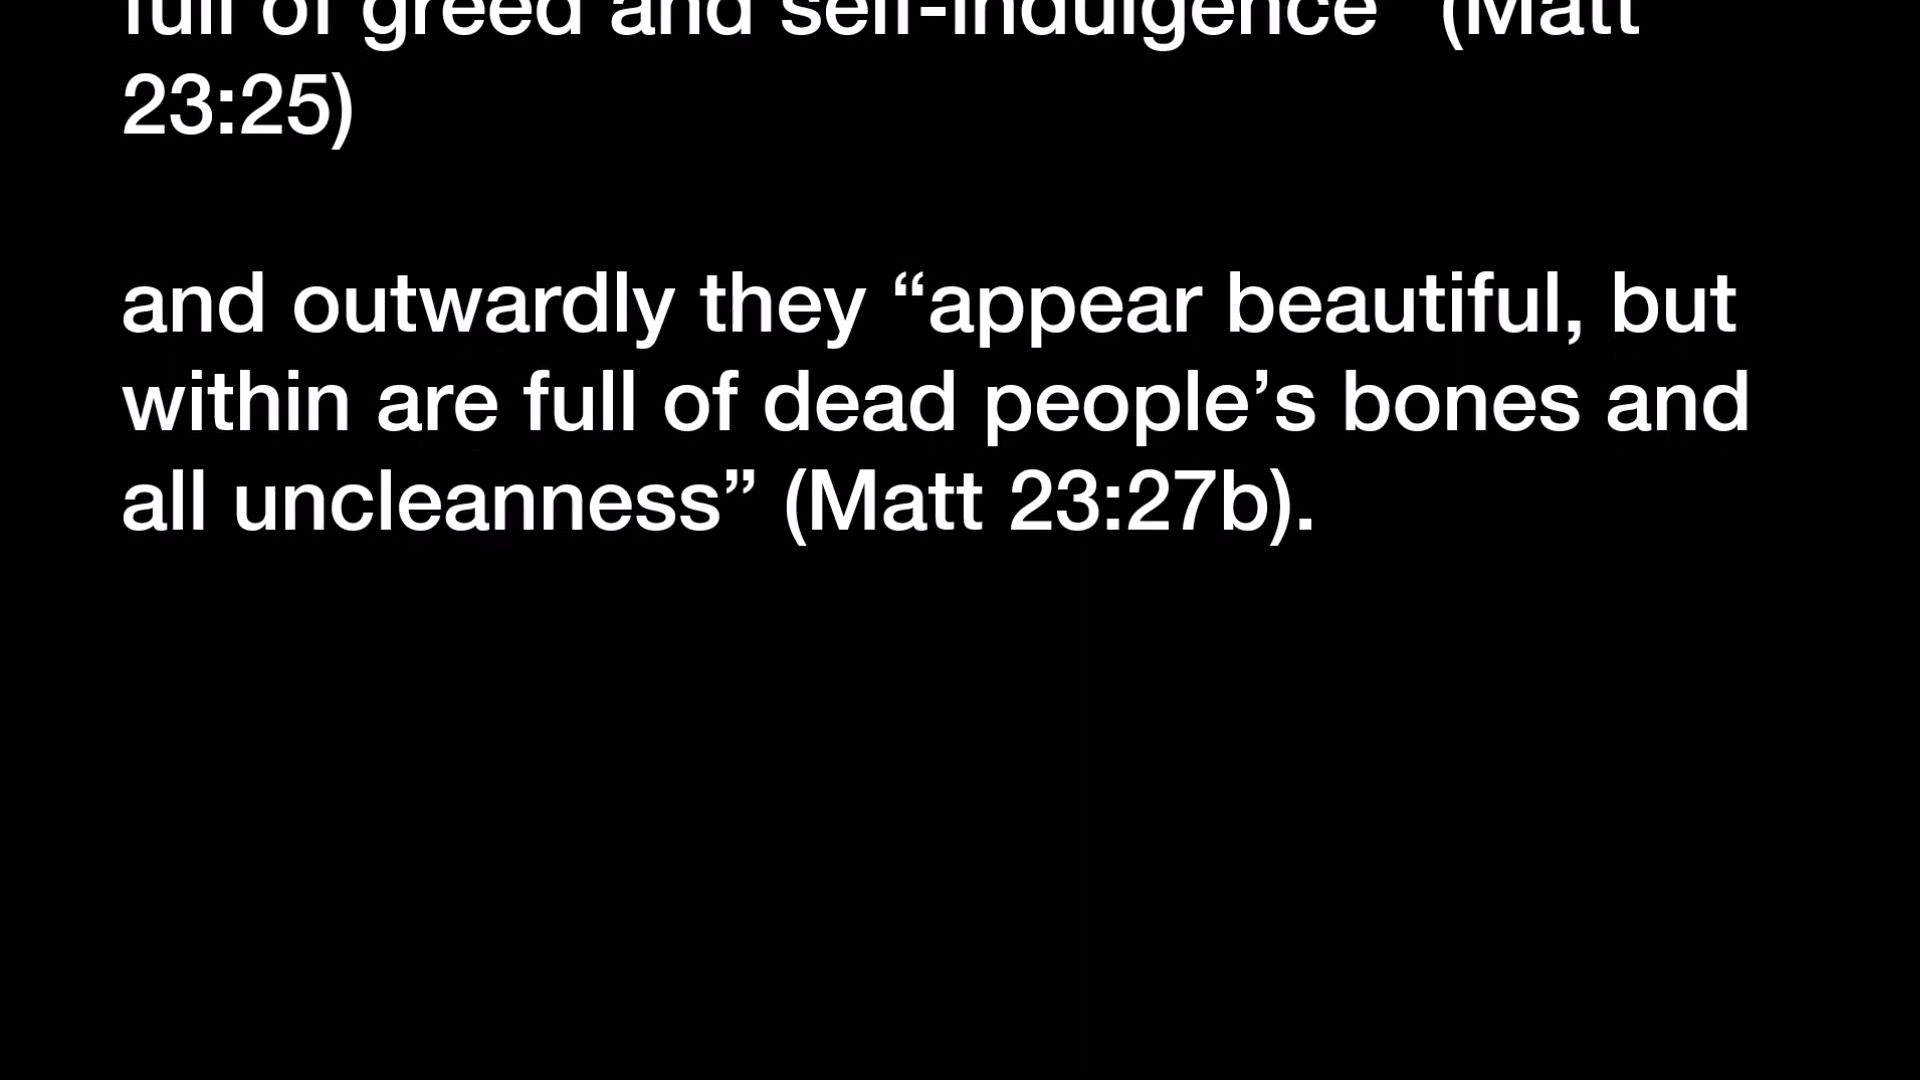 full of greed and self-indulgence” (Matt
23:25)
and outwardly they “appear beautiful, but
within are full of dead people’s bones and
all uncleanness” (Matt 23:27b).